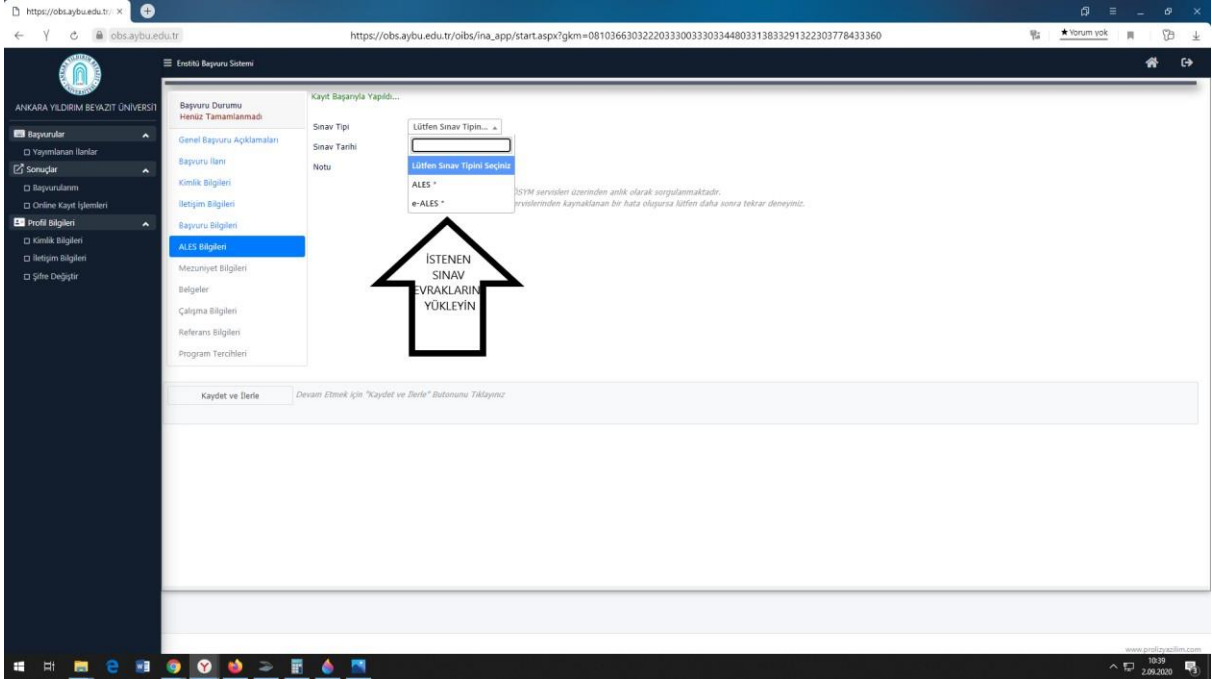 https://obs.aybu.edu.tr/
obs.aybu.edu.tr
https://obs.aybu.edu.tr/oibs/ina_app/start.aspx?gkm=0810366303222033300333033448033138332913223037784333​60
★Yorum yok
ANKARA YILDIRIM BEYAZIT ÜNİVERSİT
Başvurular
Yayımlanan İlanlar
Sonuçlar
Başvurularım
Online Kayıt İşlemleri
Profil Bilgileri
Kimlik Bilgileri
İletişim Bilgileri
Şifre Değiştir
Enstitü Başvuru Sistemi
Başvuru Durumu
Henüz Tamamlanmadı
Genel Başvuru Açıklamaları
Başvuru İlanı
Kimlik Bilgileri
İletişim Bilgileri
Başvuru Bilgileri
ALES Bilgileri
Mezuniyet Bilgileri
Belgeler
Çalışma Bilgileri
Referans Bilgileri
Program Tercihleri
Kayıt Başarıyla Yapıldı...
Sınav Tipi
Lütfen Sınav Tipin...
Sınav Tarihi
Notu
Lütfen Sınav Tipini Seçiniz
ALES *
e-ALES *
ÖSYM servisleri üzerinden anlık olarak sorgulanmaktadır.
ervislerinden kaynaklanan bir hata oluşursa lütfen daha sonra tekrar deneyiniz.
İSTENEN
SINAV
EVRAKLARIN
YÜKLEYİN
Kaydet ve İlerle
Devam Etmek için "Kaydet ve İlerle" Butonunu Tıklayınız
www.prolizyazilim.com
10:39
2.09.2020